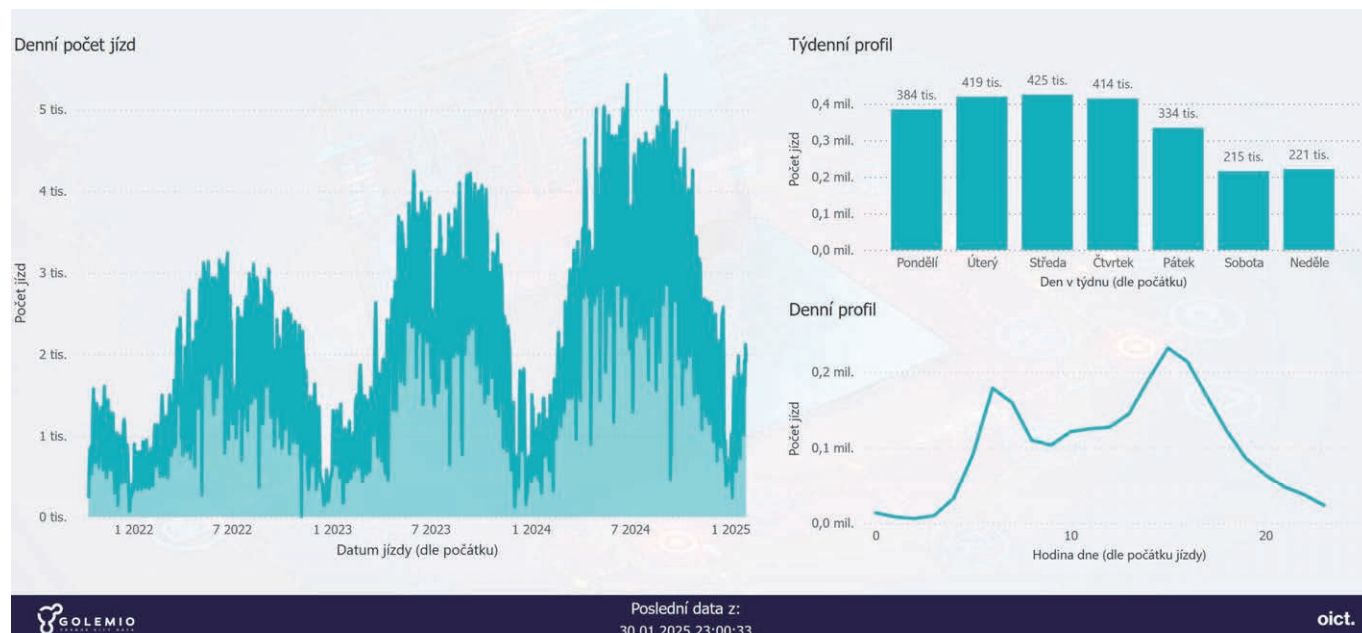 Denní počet jízd
5 tis.
4 tis.
3 tis.
2 tis.
1 tis.
0 tis.
Počet jízd
1 2022
7 2022
1 2023
7 2023
1 2024
7 2024
1 2025
Datum jízdy (dle počátku)
Týdenní profil
0,4 mil.
0,3 mil.
0,2 mil.
0,1 mil.
0,0 mil.
Počet jízd
384 tis.
419 tis.
425 tis.
414 tis.
334 tis.
215 tis.
221 tis.
Pondělí
Úterý
Středa
Čtvrtek
Pátek
Sobota
Neděle
Den v týdnu (dle počátku)
Denní profil
0,2 mil.
0,1 mil.
0,0 mil.
Počet jízd
0
10
20
Hodina dne (dle počátku jízdy)
GOLEMIO
PRAGUE CITY DATA
Poslední data z:
30.01.2025 23:00:33
oict.